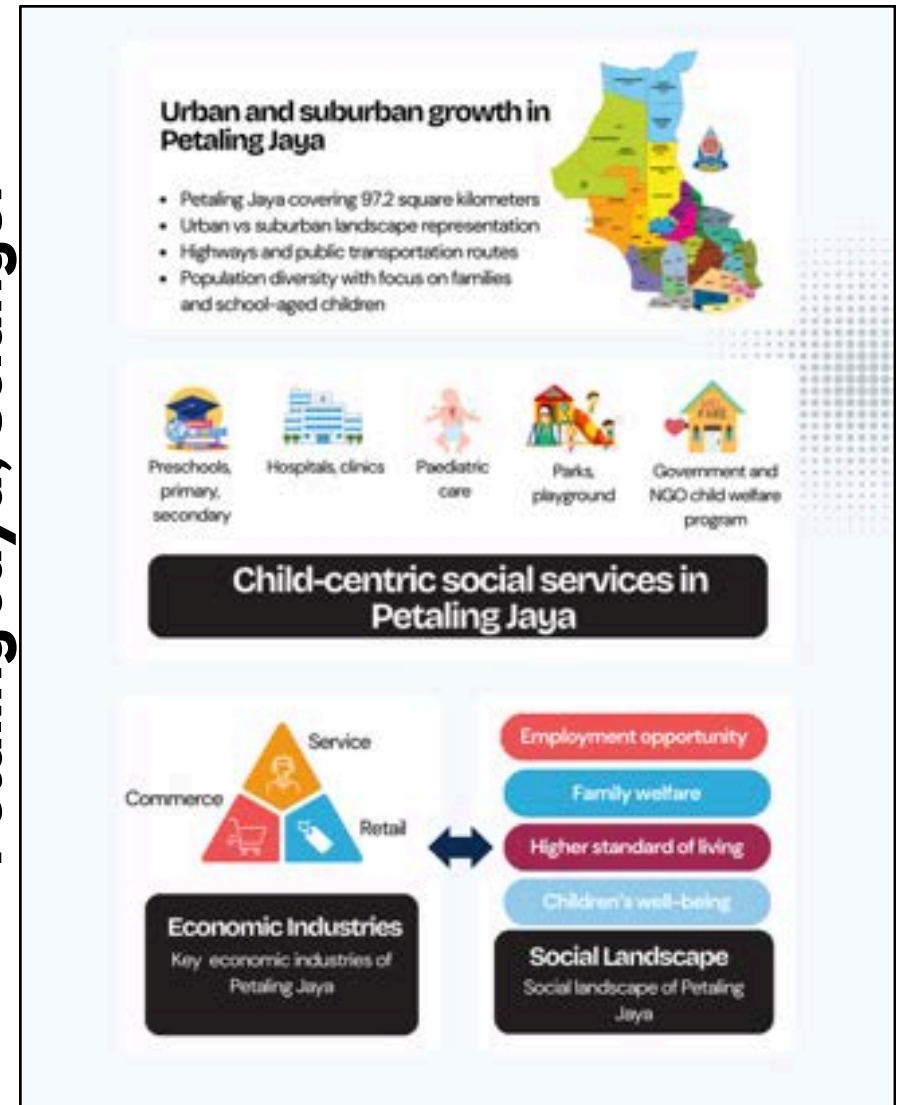 Urban and suburban growth in
Petaling Jaya
• Petaling Jaya covering 97.2 square kilometers
• Urban vs suburban landscape representation
• Highways and public transportation routes
• Population diversity with focus on families
and school-aged children
Preschools,
primary,
secondary
Hospitals, clinics
Paediatric
care
Parks,
playground
Government and
NGO child welfare
program
Child-centric social services in
Petaling Jaya
Service
Commerce
Retail
Economic Industries
Key economic industries of
Petaling Jaya
Employment opportunity
Family welfare
Higher standard of living
Children's well-being
Social Landscape
Social landscape of Petaling
Jaya